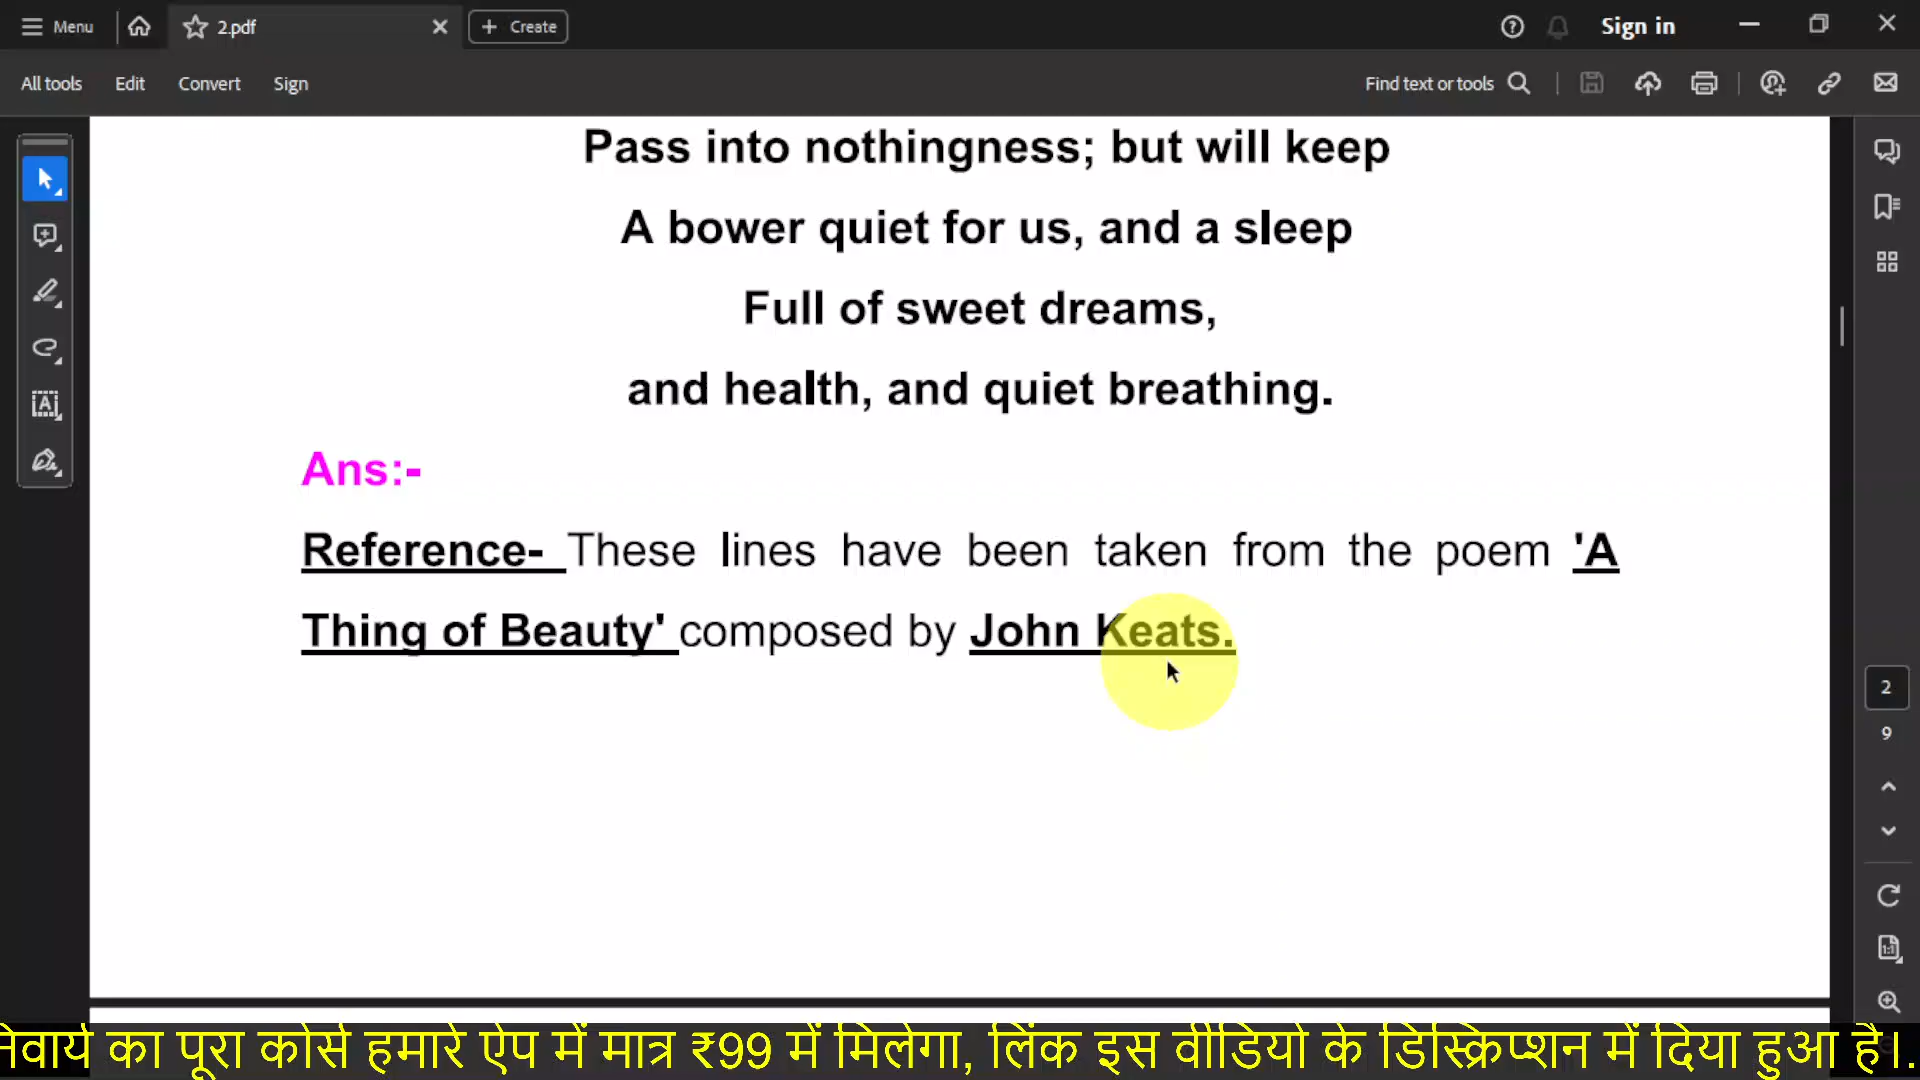 Menu
2.pdf
Create
Sign in
All tools
Edit
Convert
Sign
Find text or tools
Pass into nothingness; but will keep
A bower quiet for us, and a sleep
Full of sweet dreams,
and health, and quiet breathing.
Ans:-
Reference- These lines have been taken from the poem 'A
Thing of Beauty' composed by John Keats.
2
9
का पूरा कोर्स हमारे ऐप में मात्र ₹99 में मिलेगा, लिंक इस वीडियो के डिस्क्रिप्शन में दिया हुआ है।.